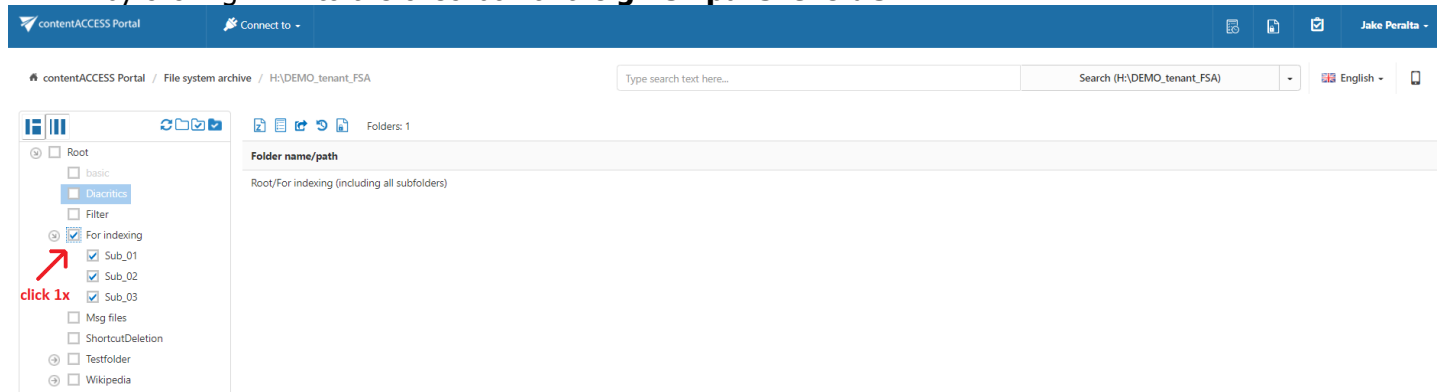 contentACCESS Portal
Connect to
Jake Peralta
contentACCESS Portal / File system archive / H:\DEMO_tenant_FSA
Type search text here...
Search (H:\DEMO_tenant_FSA)
English
Folders: 1
Root
Folder name/path
basic
Root/For indexing (including all subfolders)
Diacritics
Filter
For indexing
Sub_01
Sub_02
click 1x
Sub_03
Msg files
ShortcutDeletion
Testfolder
Wikipedia